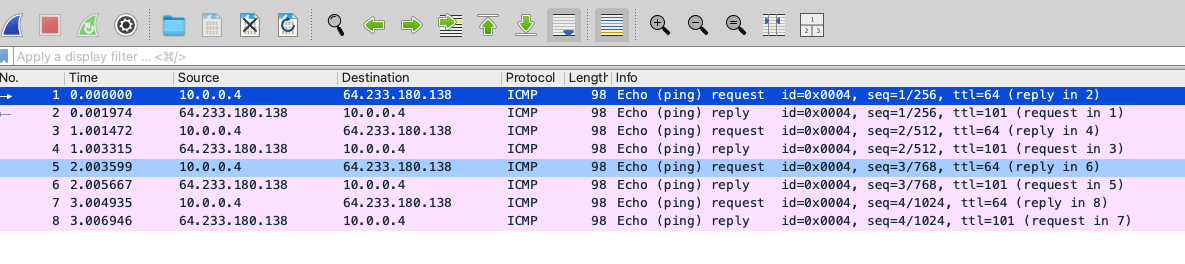 1
2 3
Apply a display filter ... <⌘/>
No. Time Source Destination Protocol Length Info
1 0.000000 10.0.0.4 64.233.180.138 ICMP 98 Echo (ping) request id=0x0004, seq=1/256, ttl=64 (reply in 2)
2 0.001974 64.233.180.138 10.0.0.4 ICMP 98 Echo (ping) reply id=0x0004, seq=1/256, ttl=101 (request in 1)
3 1.001472 10.0.0.4 64.233.180.138 ICMP 98 Echo (ping) request id=0x0004, seq=2/512, ttl=64 (reply in 4)
4 1.003315 64.233.180.138 10.0.0.4 ICMP 98 Echo (ping) reply id=0x0004, seq=2/512, ttl=101 (request in 3)
5 2.003599 10.0.0.4 64.233.180.138 ICMP 98 Echo (ping) request id=0x0004, seq=3/768, ttl=64 (reply in 6)
6 2.005667 64.233.180.138 10.0.0.4 ICMP 98 Echo (ping) reply id=0x0004, seq=3/768, ttl=101 (request in 5)
7 3.004935 10.0.0.4 64.233.180.138 ICMP 98 Echo (ping) request id=0x0004, seq=4/1024, ttl=64 (reply in 8)
8 3.006946 64.233.180.138 10.0.0.4 ICMP 98 Echo (ping) reply id=0x0004, seq=4/1024, ttl=101 (request in 7)